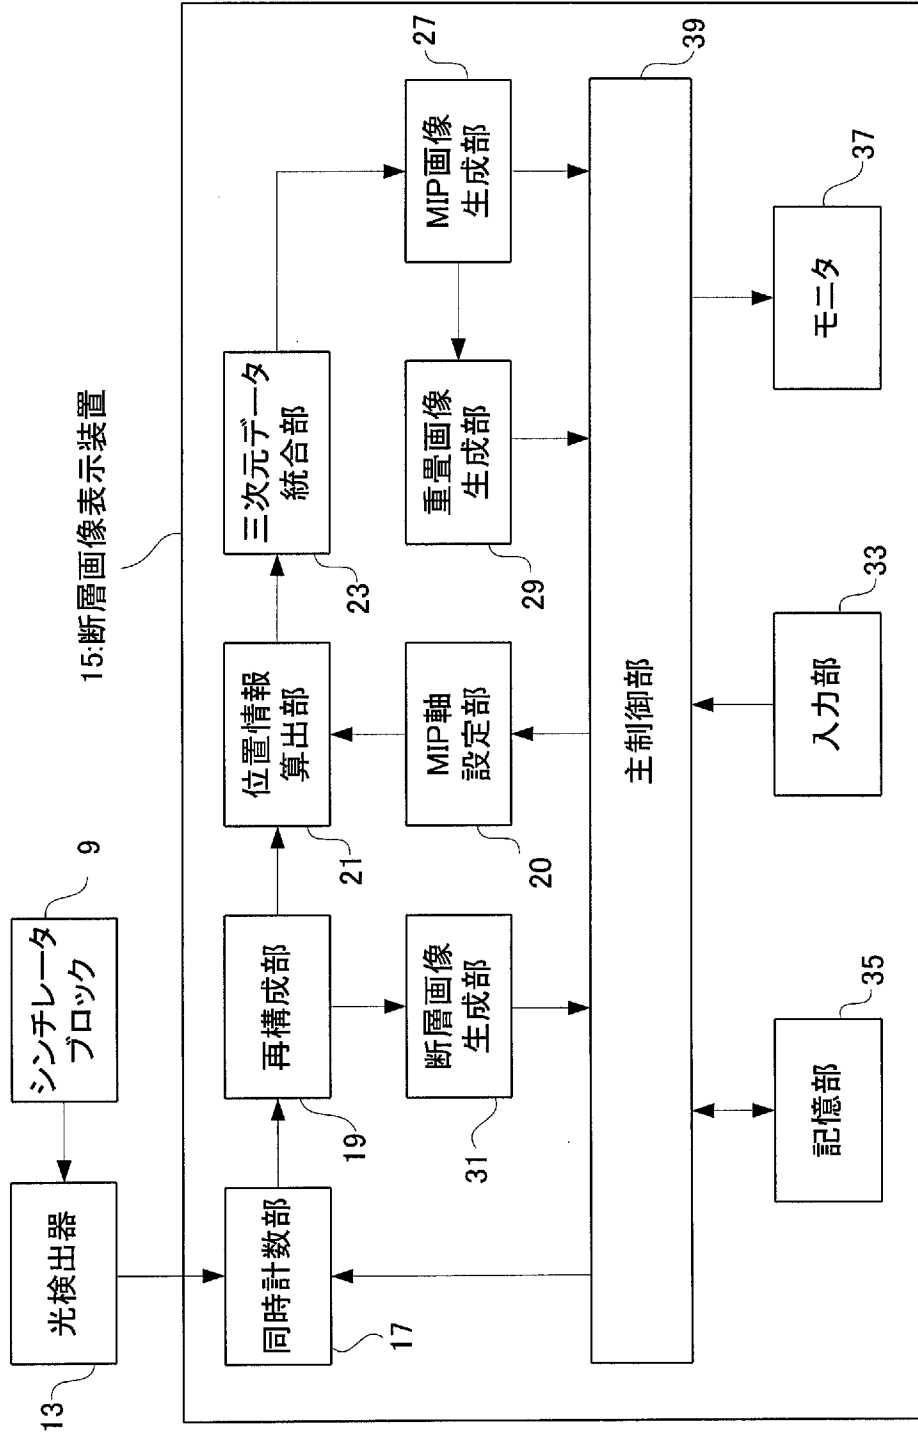 シンチレータ
ブロック
9
光検出器
13
15:断層画像表示装置
同時計数部
17
再構成部
19
位置情報
算出部
21
三次元データ
統合部
23
断層画像
生成部
31
MIP軸
設定部
20
重畳画像
生成部
29
MIP画像
生成部
27
主制御部
39
記憶部
35
入力部
33
モニタ
37